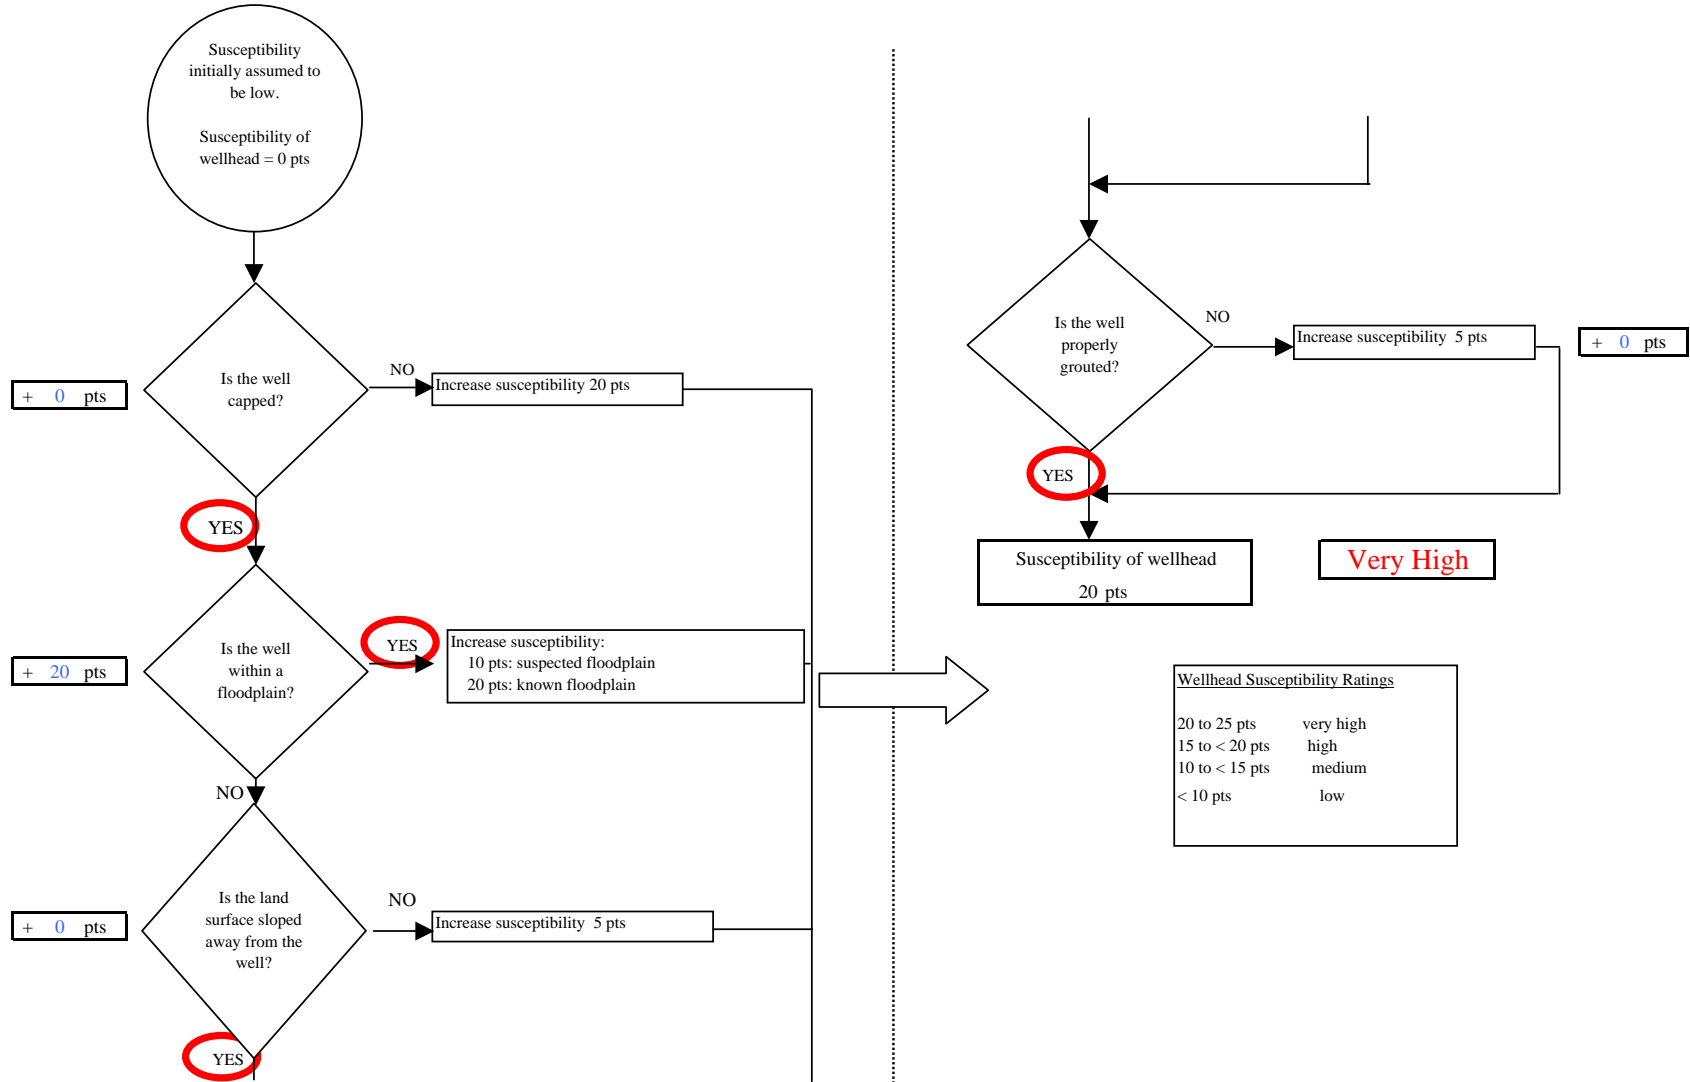 Susceptibility
initially assumed to
be low.
Susceptibility of
wellhead = 0 pts
Is the well
capped?
NO
Increase susceptibility 20 pts
+ 0 pts
YES
Is the well
within a
floodplain?
YES
Increase susceptibility:
10 pts: suspected floodplain
20 pts: known floodplain
+ 20 pts
NO
Is the land
surface sloped
away from the
well?
NO
Increase susceptibility 5 pts
+ 0 pts
YES
Is the well
properly
grouted?
NO
Increase susceptibility 5 pts
+ 0 pts
YES
Susceptibility of wellhead
20 pts
Very High
Wellhead Susceptibility Ratings
20 to 25 pts very high
15 to < 20 pts high
10 to < 15 pts medium
< 10 pts low